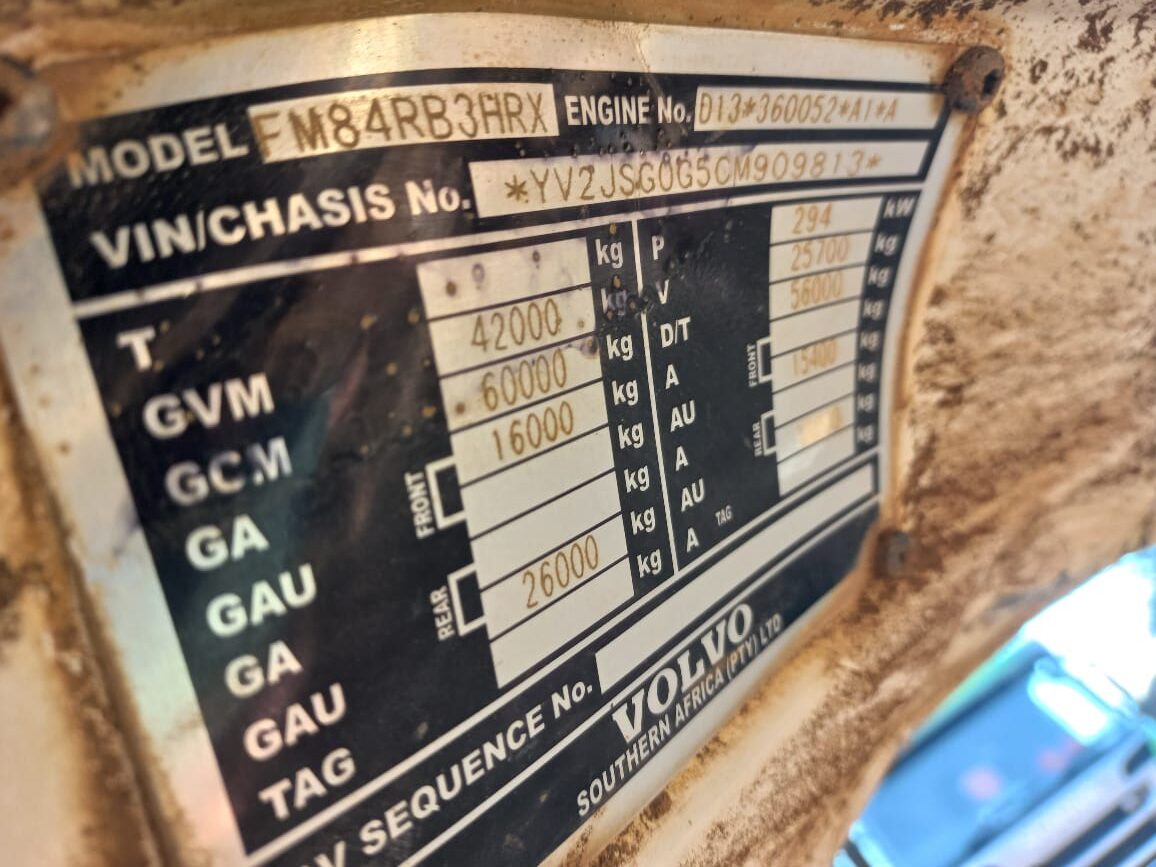 MODEL FM84RB3HRX ENGINE No. D13*360052*A1*A
VIN/CHASIS No. *YV2JSG0G5CM909813*
T kg P 294 kW
GVM 42000 kg V 25700 kg
GCM 60000 kg D/T 56000 kg
GA 16000 kg A kg
FRONT
GAU kg AU 15400 kg
FRONT
GA kg A kg
GAU 26000 kg AU kg
REAR
REAR
TAG kg A TAG kg
SEQUENCE No.
VOLVO
SOUTHERN AFRICA (PTY) LTD